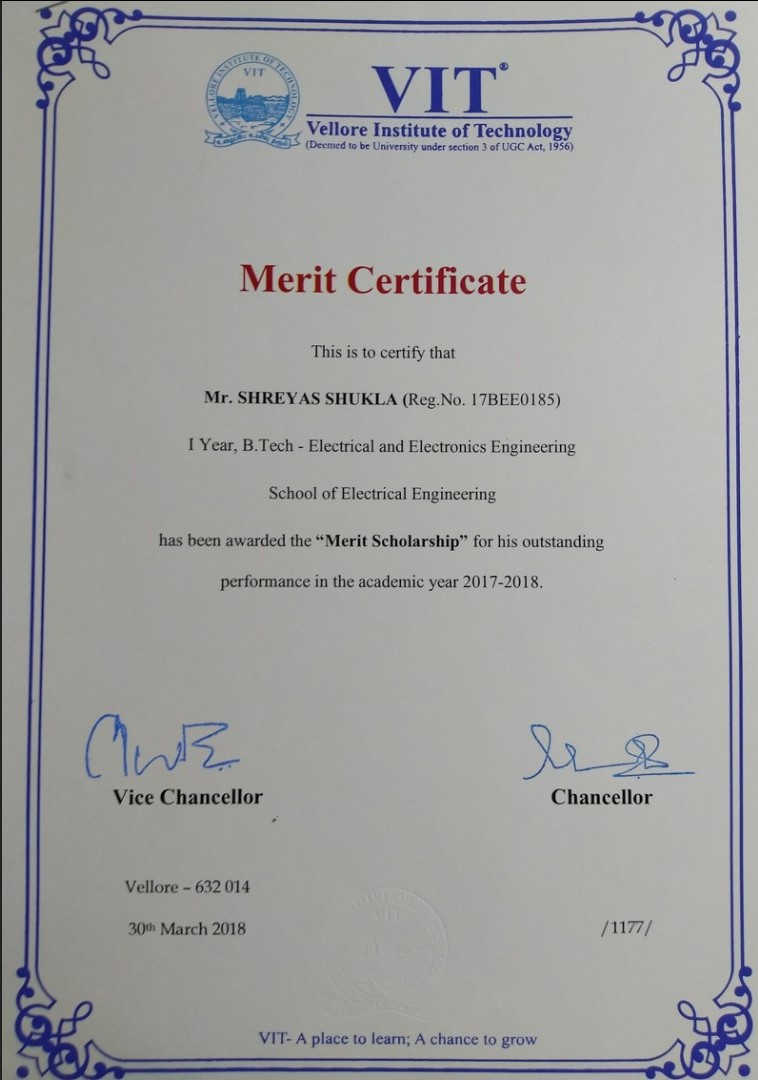 VELLORE INSTITUTE OF TECHNOLOGY
VIT
VIT®
Vellore Institute of Technology
(Deemed to be University under section 3 of UGC Act, 1956)
Merit Certificate
This is to certify that
Mr. SHREYAS SHUKLA (Reg.No. 17BEE0185)
I Year, B.Tech - Electrical and Electronics Engineering
School of Electrical Engineering
has been awarded the “Merit Scholarship” for his outstanding
performance in the academic year 2017-2018.
Vice Chancellor
Chancellor
Vellore – 632 014
30th March 2018
/1177/
VIT
VIT- A place to learn; A chance to grow